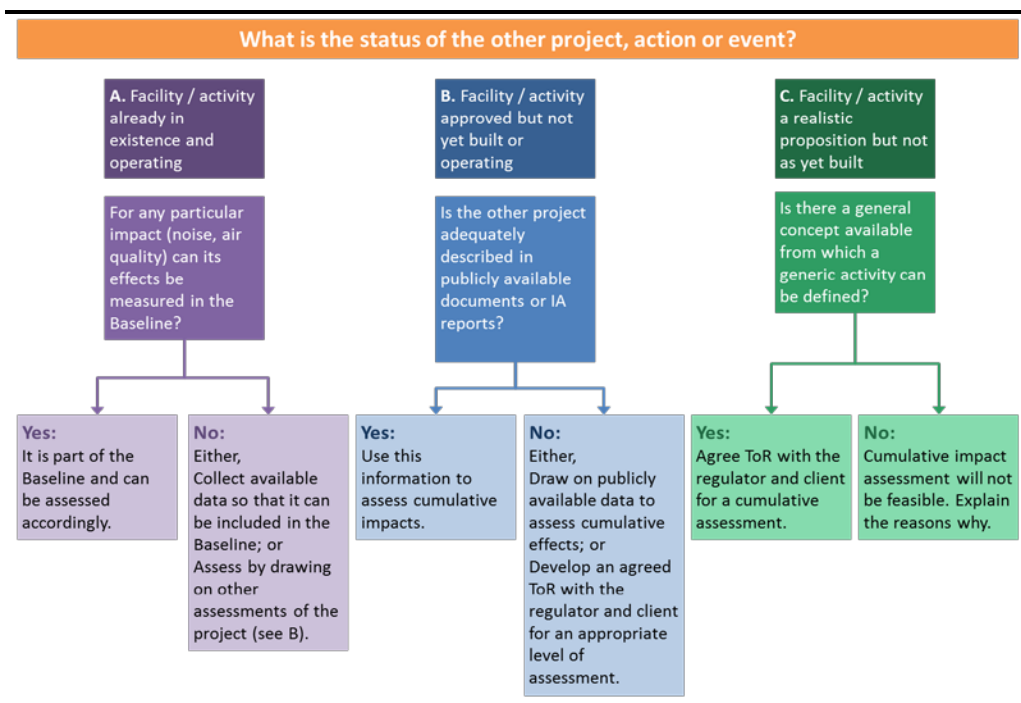 What is the status of the other project, action or event?
A. Facility / activity
already in
existence and
operating
For any particular
impact (noise, air
quality) can its
effects be
measured in the
Baseline?
Yes:
It is part of the
Baseline and can
be assessed
accordingly.
No:
Either,
Collect available
data so that it can
be included in the
Baseline; or
Assess by drawing
on other
assessments of the
project (see B).
B. Facility / activity
approved but not
yet built or
operating
Is the other project
adequately
described in
publicly available
documents or IA
reports?
Yes:
Use this
information to
assess cumulative
impacts.
No:
Either,
Draw on publicly
available data to
assess cumulative
effects; or
Develop an agreed
ToR with the
regulator and client
for an appropriate
level of
assessment.
C. Facility / activity
a realistic
proposition but not
as yet built
Is there a general
concept available
from which a
generic activity can
be defined?
Yes:
Agree ToR with the
regulator and client
for a cumulative
assessment.
No:
Cumulative impact
assessment will not
be feasible. Explain
the reasons why.